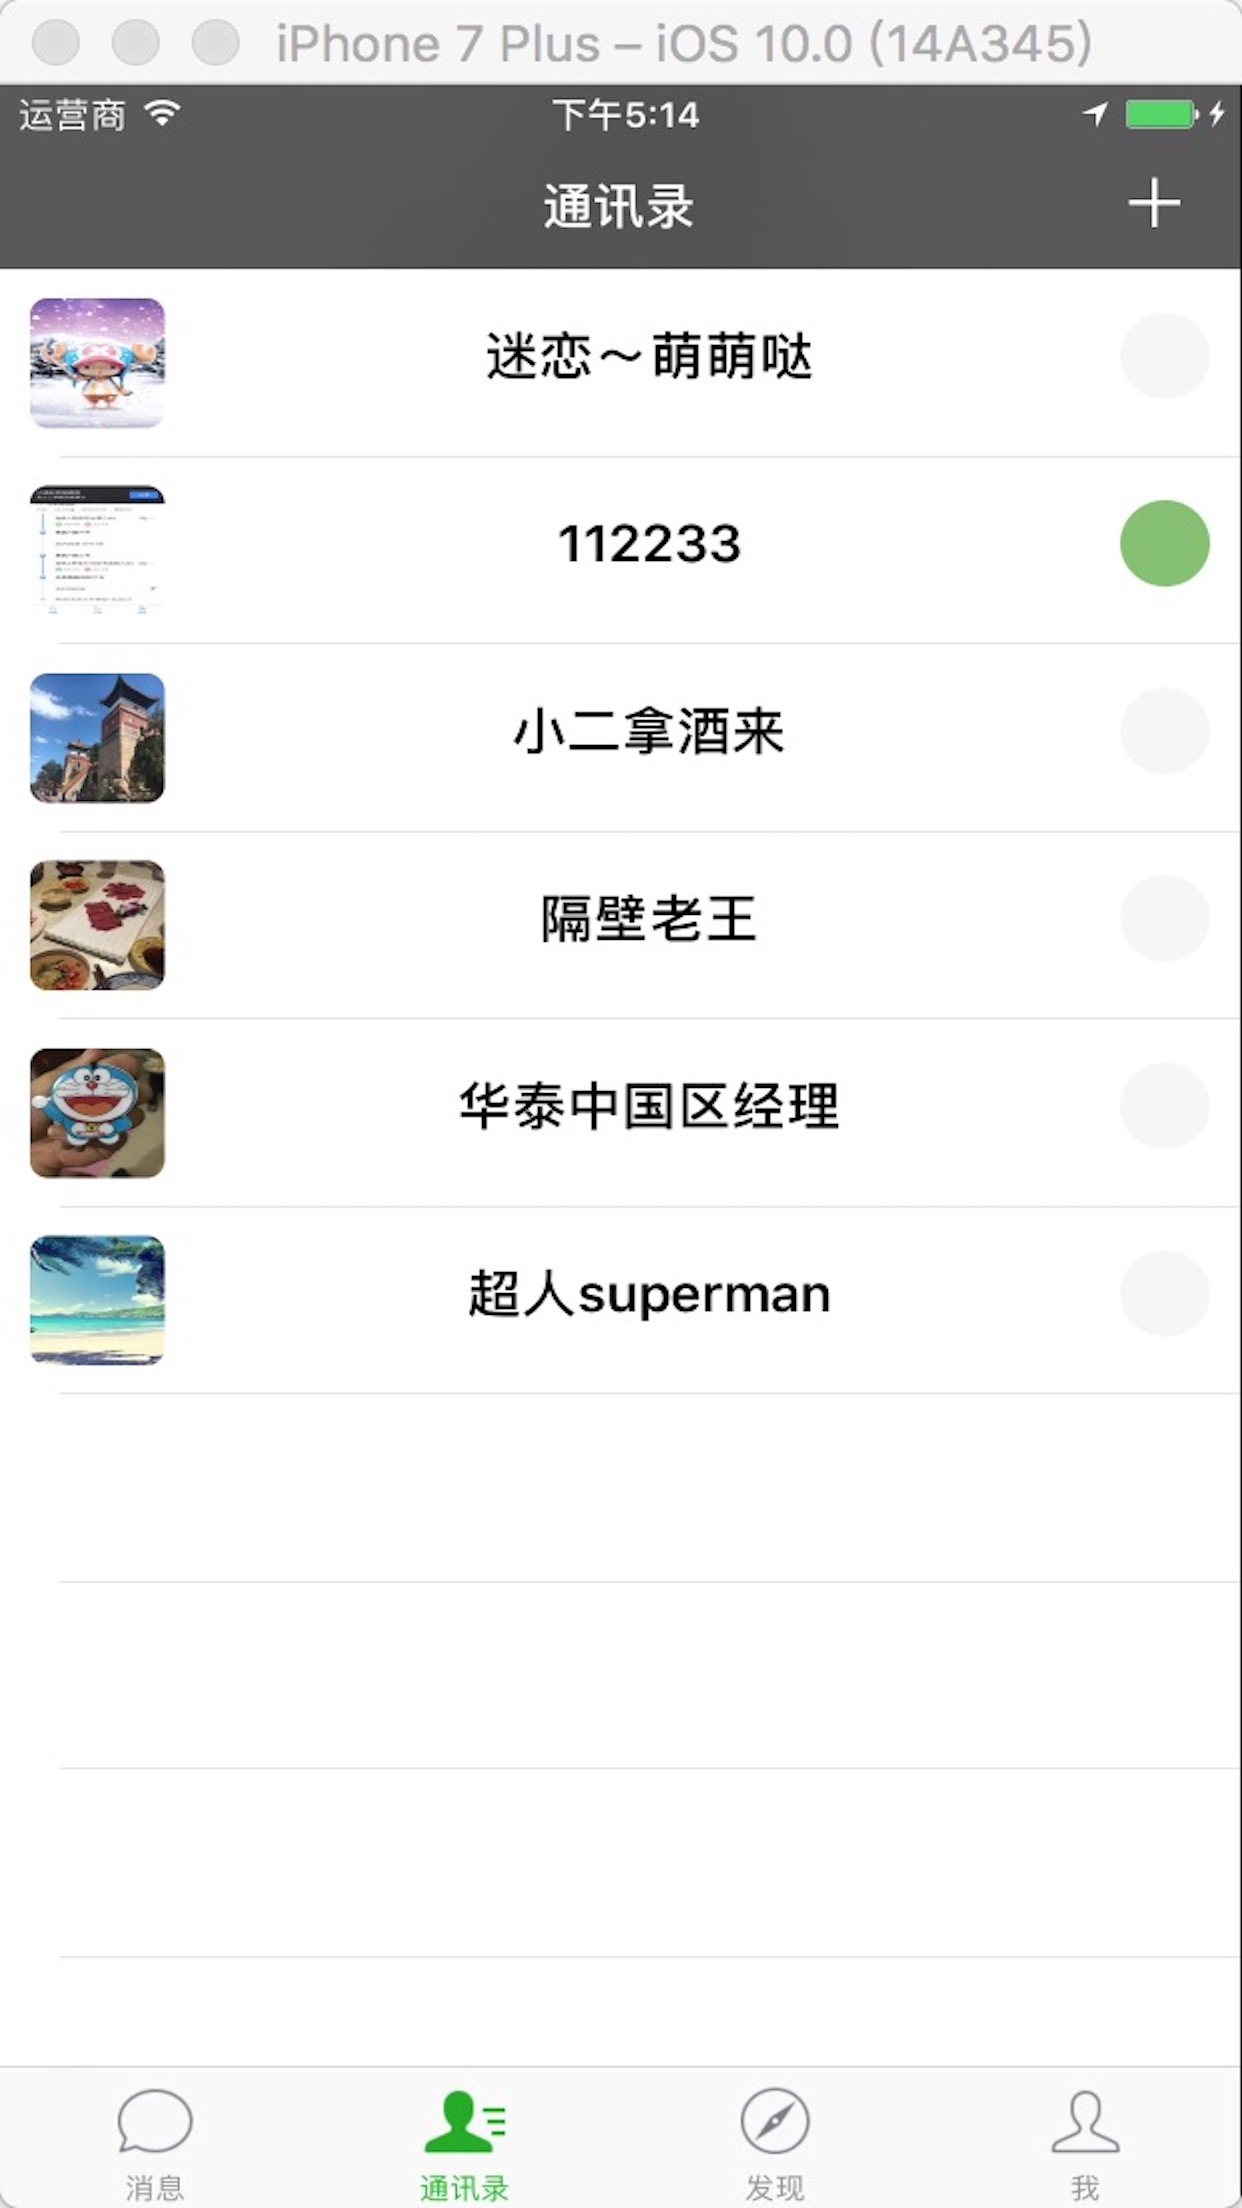 iPhone 7 Plus – iOS 10.0 (14A345)
运营商 下午5:14
通讯录
迷恋～萌萌哒
112233
小二拿酒来
隔壁老王
华泰中国区经理
超人superman
消息 通讯录 发现 我